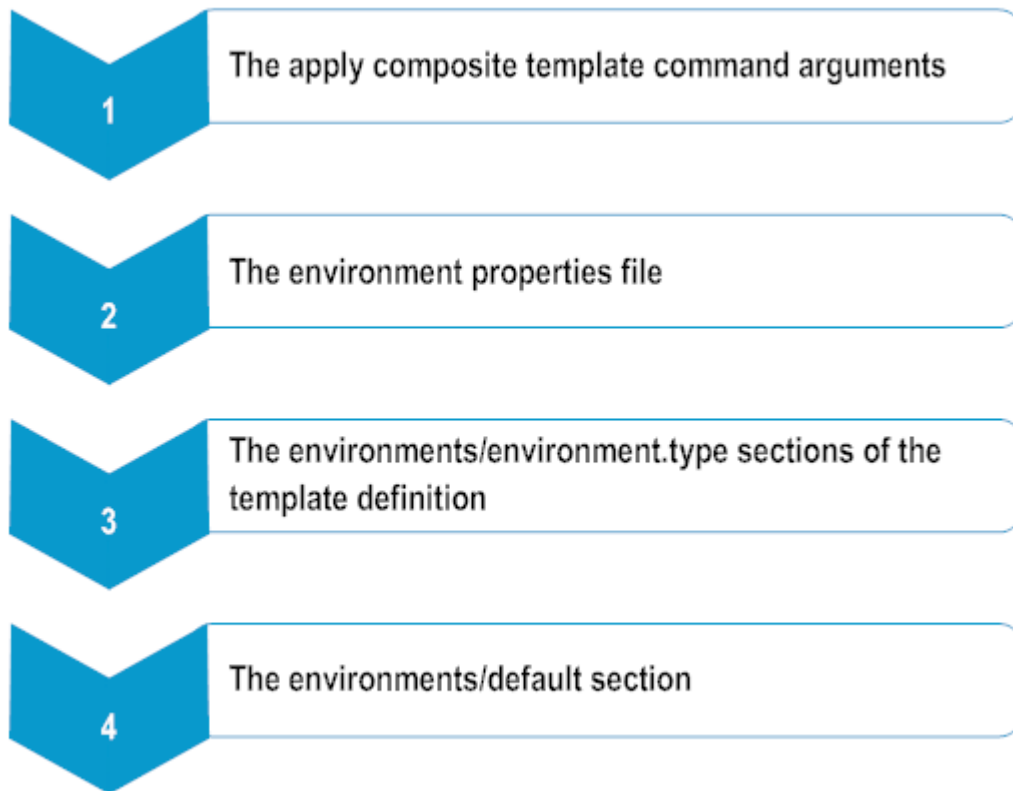 The apply composite template command arguments
1
The environment properties file
2
The environments/environment.type sections of the
template definition
3
The environments/default section
4